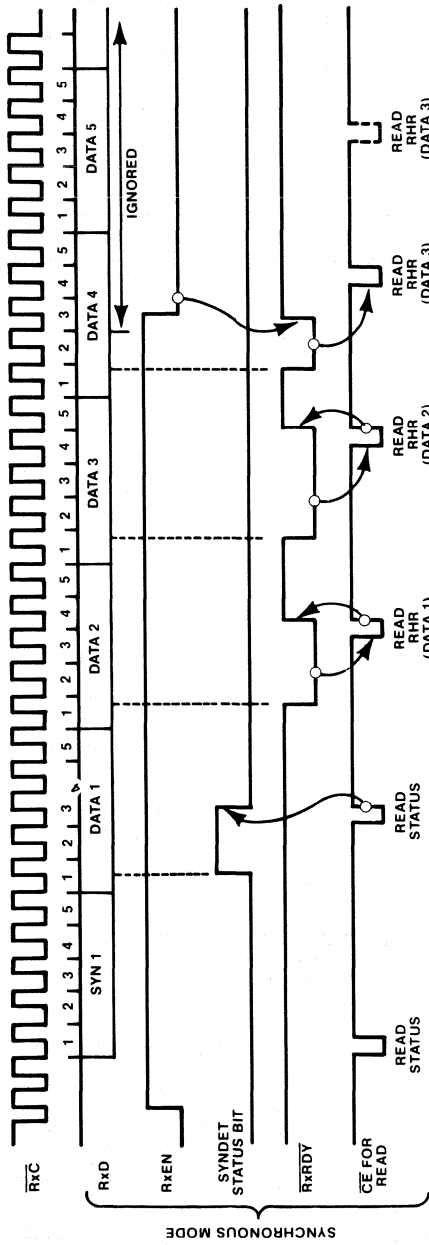 R̅x̅C̅
1 2 3 4 5 1 2 3 5 1 2 3 4 5 1 2 3 4 5 1 2 3 4 5 1 2 3 4 5
RxD SYN 1 DATA 1 DATA 2 DATA 3 DATA 4 DATA 5
IGNORED
RxEN
SYNDET
STATUS BIT
R̅x̅R̅D̅Y̅
C̅E̅ FOR
READ
READ
STATUS
READ
STATUS
READ
RHR
(DATA 1)
READ
RHR
(DATA 2)
READ
RHR
(DATA 3)
READ
RHR
(DATA 3)
SYNCHRONOUS MODE